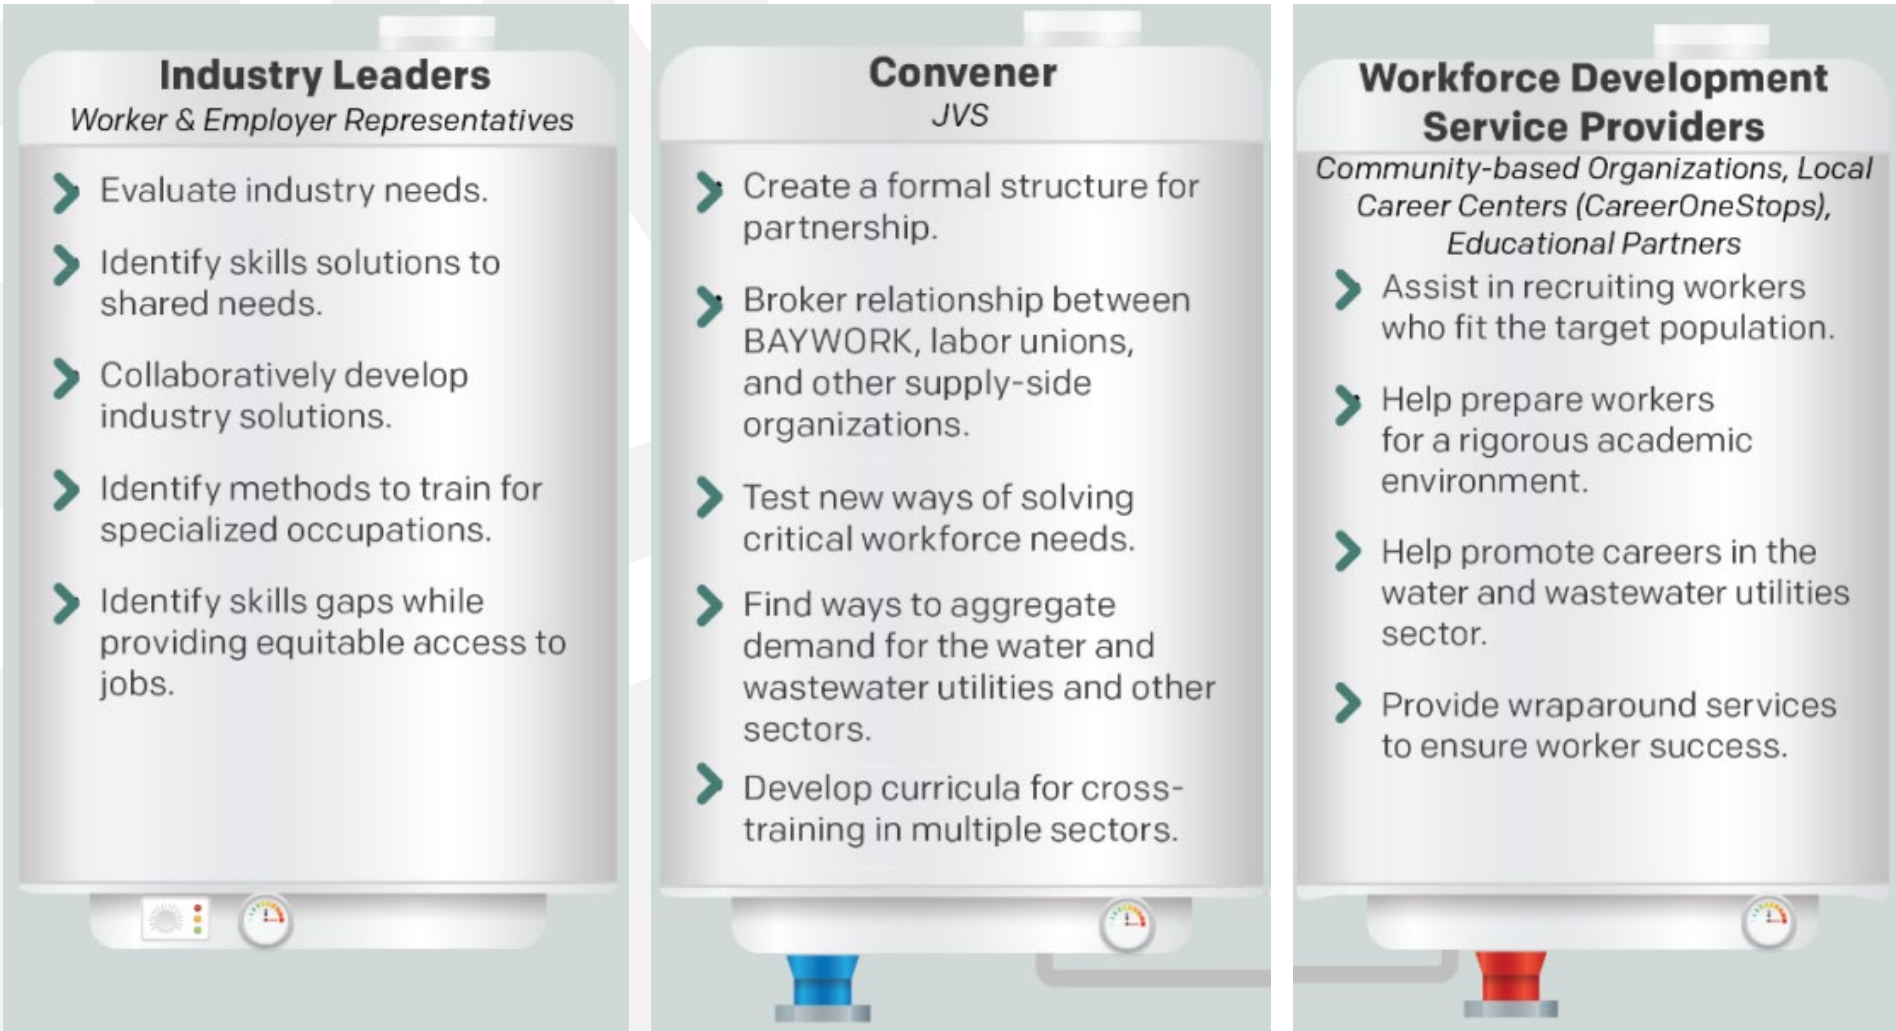 Industry Leaders
Worker & Employer Representatives
Evaluate industry needs.
Identify skills solutions to
shared needs.
Collaboratively develop
industry solutions.
Identify methods to train for
specialized occupations.
Identify skills gaps while
providing equitable access to
jobs.
Convener
JVS
Create a formal structure for
partnership.
Broker relationship between
BAYWORK, labor unions,
and other supply-side
organizations.
Test new ways of solving
critical workforce needs.
Find ways to aggregate
demand for the water and
wastewater utilities and other
sectors.
Develop curricula for cross-
training in multiple sectors.
Workforce Development
Service Providers
Community-based Organizations, Local
Career Centers (CareerOneStops),
Educational Partners
Assist in recruiting workers
who fit the target population.
Help prepare workers
for a rigorous academic
environment.
Help promote careers in the
water and wastewater utilities
sector.
Provide wraparound services
to ensure worker success.